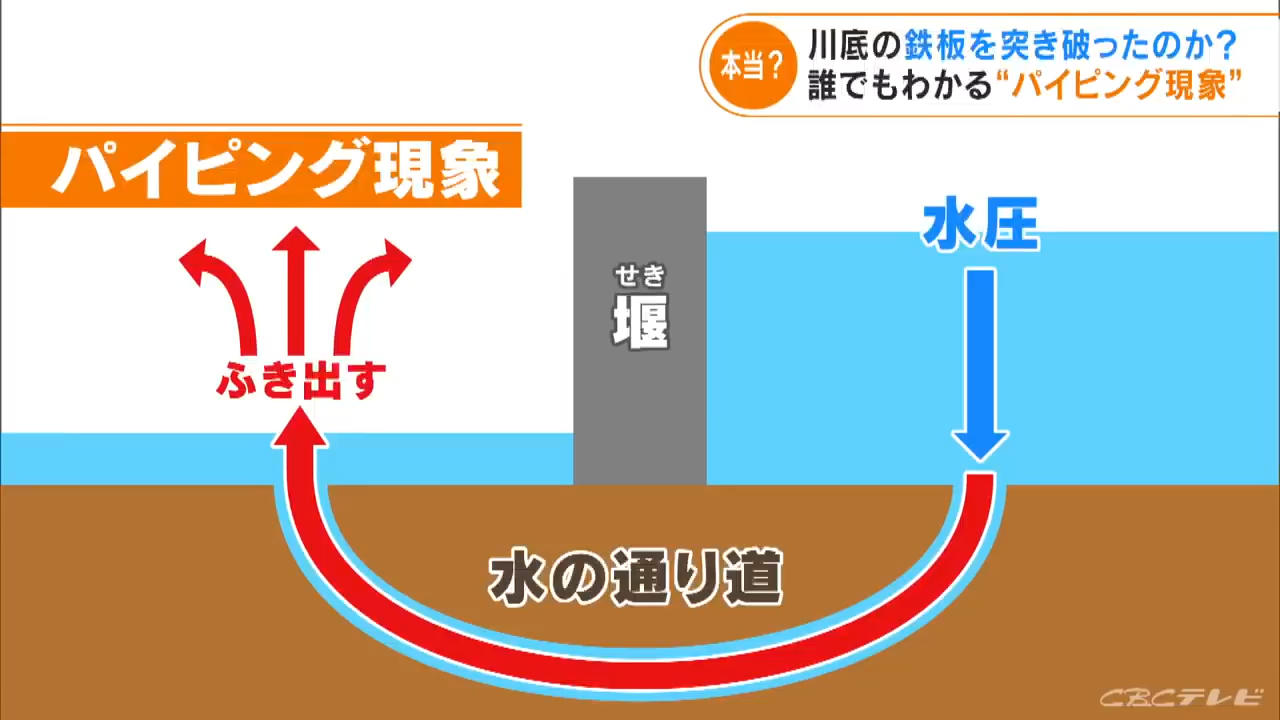 本当?
川底の鉄板を突き破ったのか?
誰でもわかる“パイピング現象”
パイピング現象
水圧
せき
堰
ふき出す
水の通り道
CBCテレビ